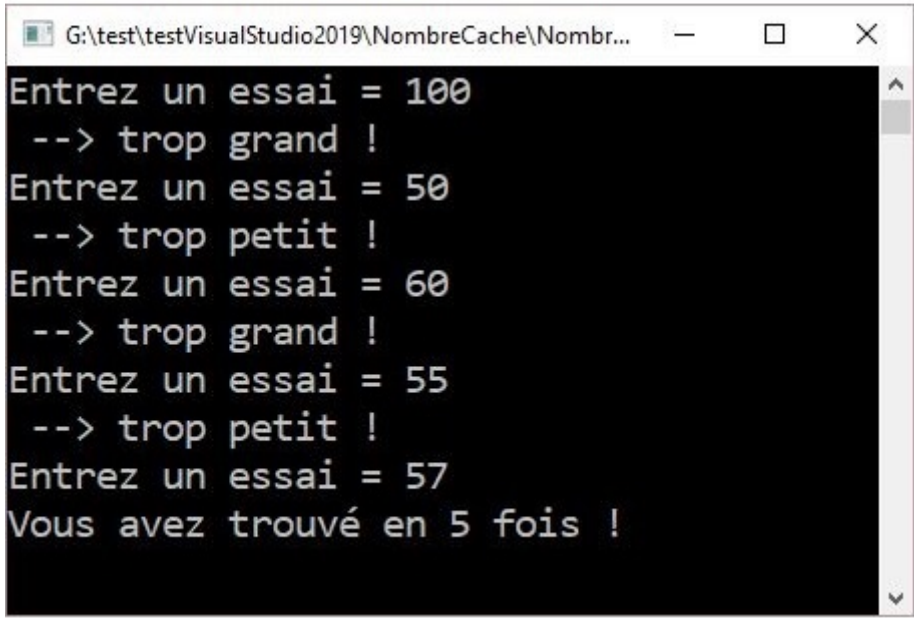 G:\test\testVisualStudio2019\NombreCache\Nombr...
Entrez un essai = 100
 --> trop grand !
Entrez un essai = 50
 --> trop petit !
Entrez un essai = 60
 --> trop grand !
Entrez un essai = 55
 --> trop petit !
Entrez un essai = 57
Vous avez trouvé en 5 fois !